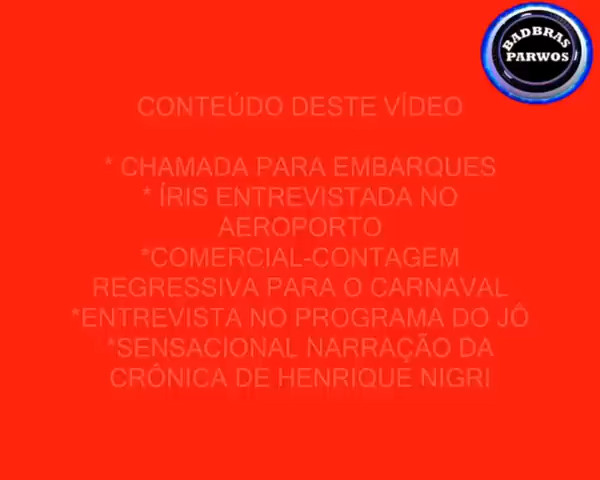 BADBRAS
PARWOS
CONTEÚDO DESTE VÍDEO
* CHAMADA PARA EMBARQUES
* ÍRIS ENTREVISTADA NO
AEROPORTO
*COMERCIAL-CONTAGEM
REGRESSIVA PARA O CARNAVAL
*ENTREVISTA NO PROGRAMA DO JÔ
*SENSACIONAL NARRAÇÃO DA
CRÔNICA DE HENRIQUE NIGRI